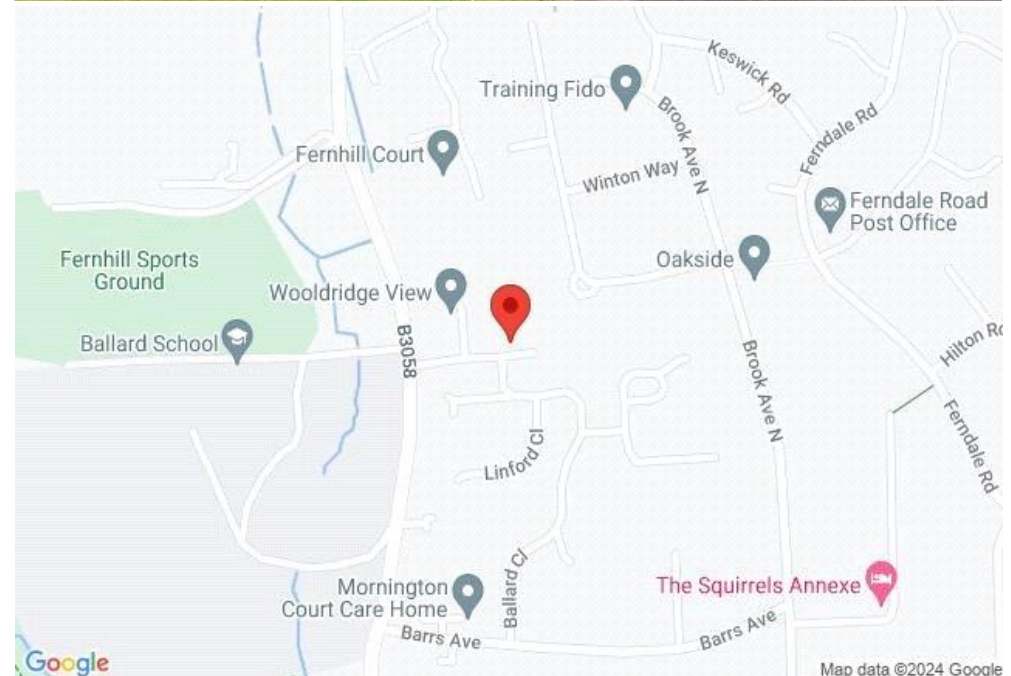 Keswick Rd
Training Fido
Brook Ave N
Ferndale Rd
Fernhill Court
Winton Way
Ferndale Road
Post Office
Fernhill Sports
Ground
Oakside
Wooldridge View
Ballard School
B3058
Hilton Rd
Brook Ave N
Ferndale Rd
Linford Cl
Ballard Cl
Mornington
Court Care Home
The Squirrels Annexe
Barrs Ave
Barrs Ave
Google
Map data ©2024 Google